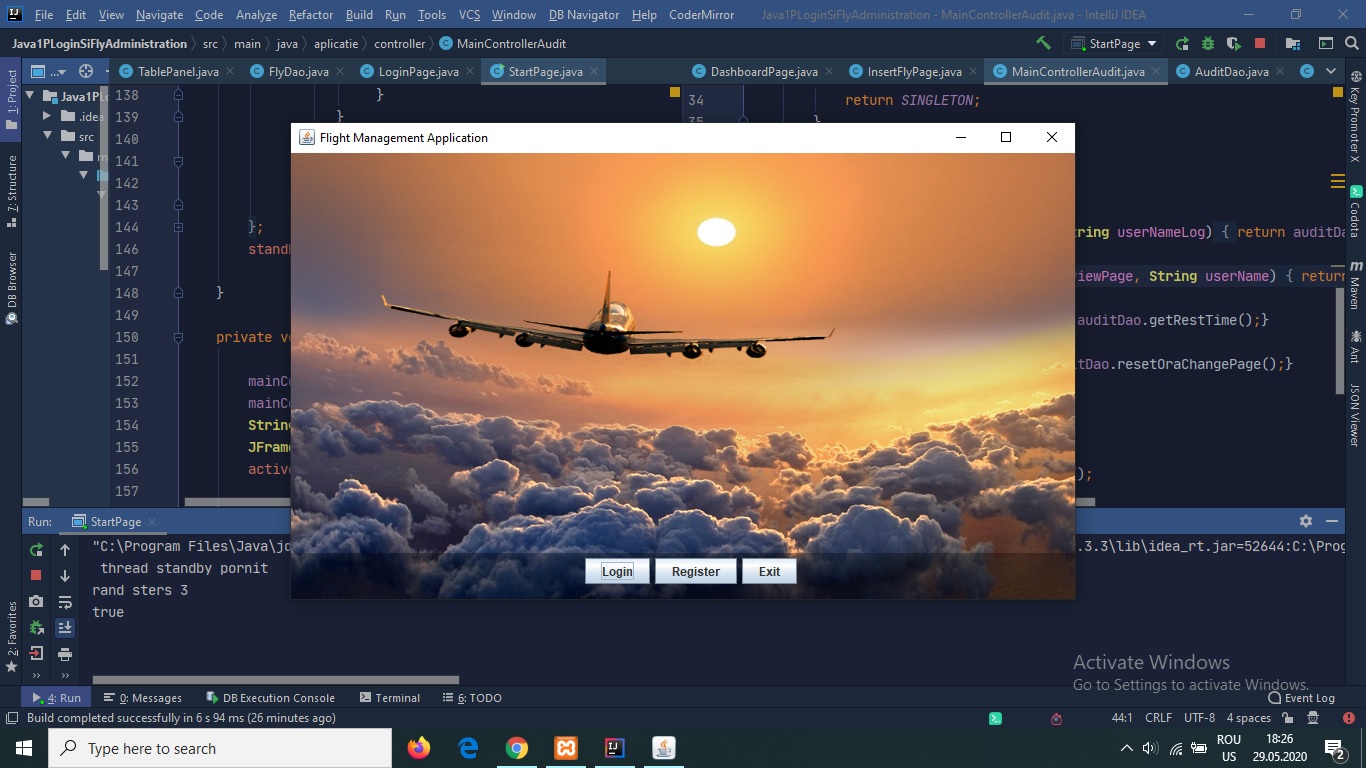 File Edit View Navigate Code Analyze Refactor Build Run Tools VCS Window DB Navigator Help CoderMirror Java1PLoginSiFlyAdministration - MainControllerAudit.java - IntelliJ IDEA
Java1PLoginSiFlyAdministration src main java aplicatie controller MainControllerAudit StartPage
1: Project
7: Structure
DB Browser
2: Favorites
... TablePanel.java FlyDao.java LoginPage.java StartPage.java DashboardPage.java InsertFlyPage.java MainControllerAudit.java AuditDao.java
Java1PLo
.idea
src
138 }
139 }
140
141
142
143
144 };
146 standb
147
148 }
150 private vo
151
152 mainCo
153 mainCo
154 String
155 JFrame
156 active
157
34 return SINGLETON;
35 }
tring userNameLog) { return auditDa
viewPage, String userName) { return
auditDao.getRestTime();}
tDao.resetOraChangePage();}
);
Key Promoter X
Codota
Maven
Ant
JSON Viewer
Flight Management Application
Login Register Exit
Run: StartPage
"C:\Program Files\Java\jd .3.3\lib\idea_rt.jar=52644:C:\Prog
thread standby pornit
rand sters 3
true
Activate Windows
Go to Settings to activate Windows.
4: Run 0: Messages DB Execution Console Terminal 6: TODO Event Log
Build completed successfully in 6 s 94 ms (26 minutes ago) 44:1 CRLF UTF-8 4 spaces
Type here to search
ROU
US
18:26
29.05.2020
2